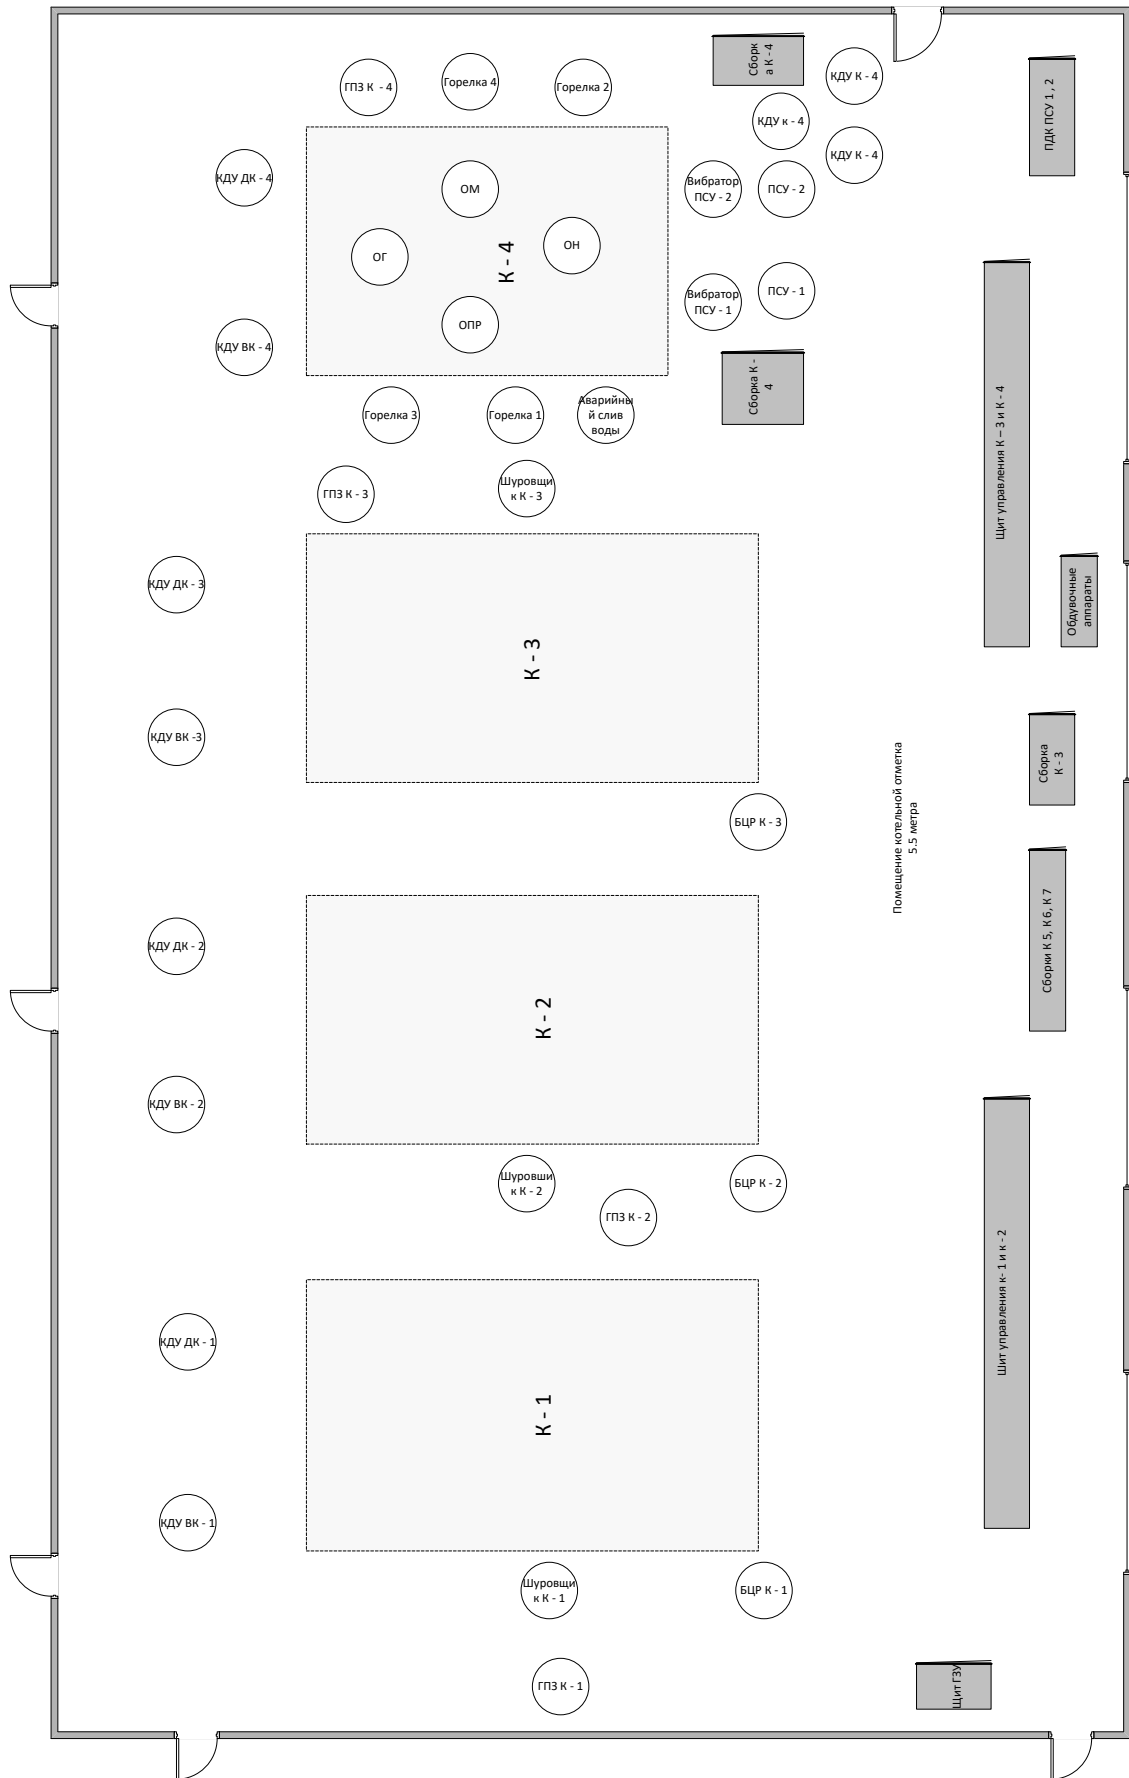 Сборк
а К - 4
КДУ К - 4
ГПЗ К - 4
Горелка 4
Горелка 2
ПДК ПСУ 1 , 2
КДУ к - 4
КДУ К - 4
КДУ ДК - 4
ОМ
Вибратор
ПСУ - 2
ПСУ - 2
ОГ
К - 4
ОН
Вибратор
ПСУ - 1
ПСУ - 1
ОПР
КДУ ВК - 4
Сборка К -
4
Щит управления К – 3 и К - 4
Горелка 3
Горелка 1
Аварийны
й слив
воды
ГПЗ К - 3
Шуровщи
к К - 3
КДУ ДК - 3
Обдувочные
аппараты
К - 3
КДУ ВК -3
Сборка
К - 3
Помещение котельной отметка
5.5 метра
БЦР К - 3
КДУ ДК - 2
Сборки К 5, К 6, К 7
К - 2
КДУ ВК - 2
Шуровши
к К - 2
БЦР К - 2
ГПЗ К - 2
Шит управления к- 1 и к - 2
КДУ ДК - 1
К - 1
КДУ ВК - 1
Шуровщи
к К - 1
БЦР К - 1
ГПЗ К - 1
Щит ГЗУ